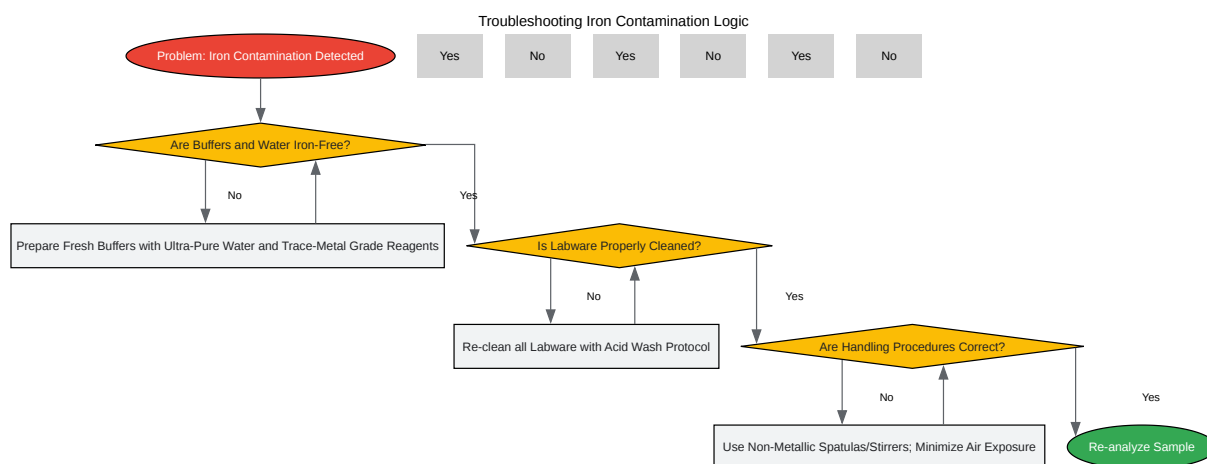 Troubleshooting Iron Contamination Logic
Problem: Iron Contamination Detected
Yes
No
Yes
No
Yes
No
Are Buffers and Water Iron-Free?
No
Yes
Prepare Fresh Buffers with Ultra-Pure Water and Trace-Metal Grade Reagents
Is Labware Properly Cleaned?
No
Yes
Re-clean all Labware with Acid Wash Protocol
Are Handling Procedures Correct?
No
Yes
Use Non-Metallic Spatulas/Stirrers; Minimize Air Exposure
Re-analyze Sample